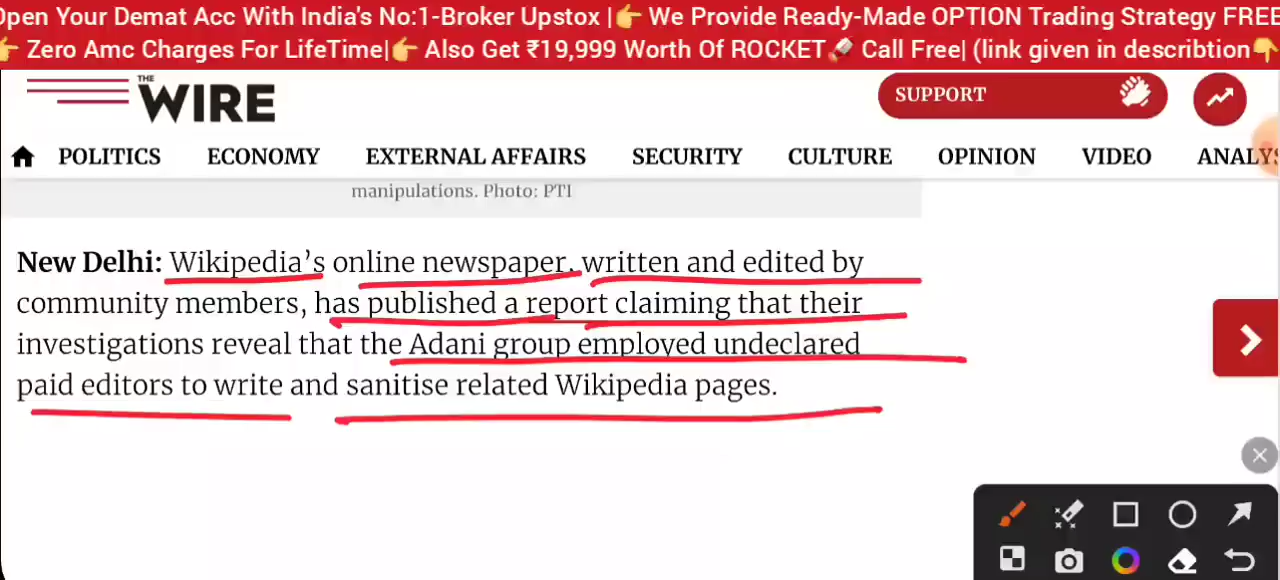 Open Your Demat Acc With India's No:1-Broker Upstox |👉 We Provide Ready-Made OPTION Trading Strategy FREE
👉 Zero Amc Charges For LifeTime|👉 Also Get ₹19,999 Worth Of ROCKET🚀 Call Free| (link given in describtion👇
THE
WIRE
SUPPORT
POLITICS ECONOMY EXTERNAL AFFAIRS SECURITY CULTURE OPINION VIDEO ANALYS
manipulations. Photo: PTI
New Delhi: Wikipedia’s online newspaper, written and edited by
community members, has published a report claiming that their
investigations reveal that the Adani group employed undeclared
paid editors to write and sanitise related Wikipedia pages.